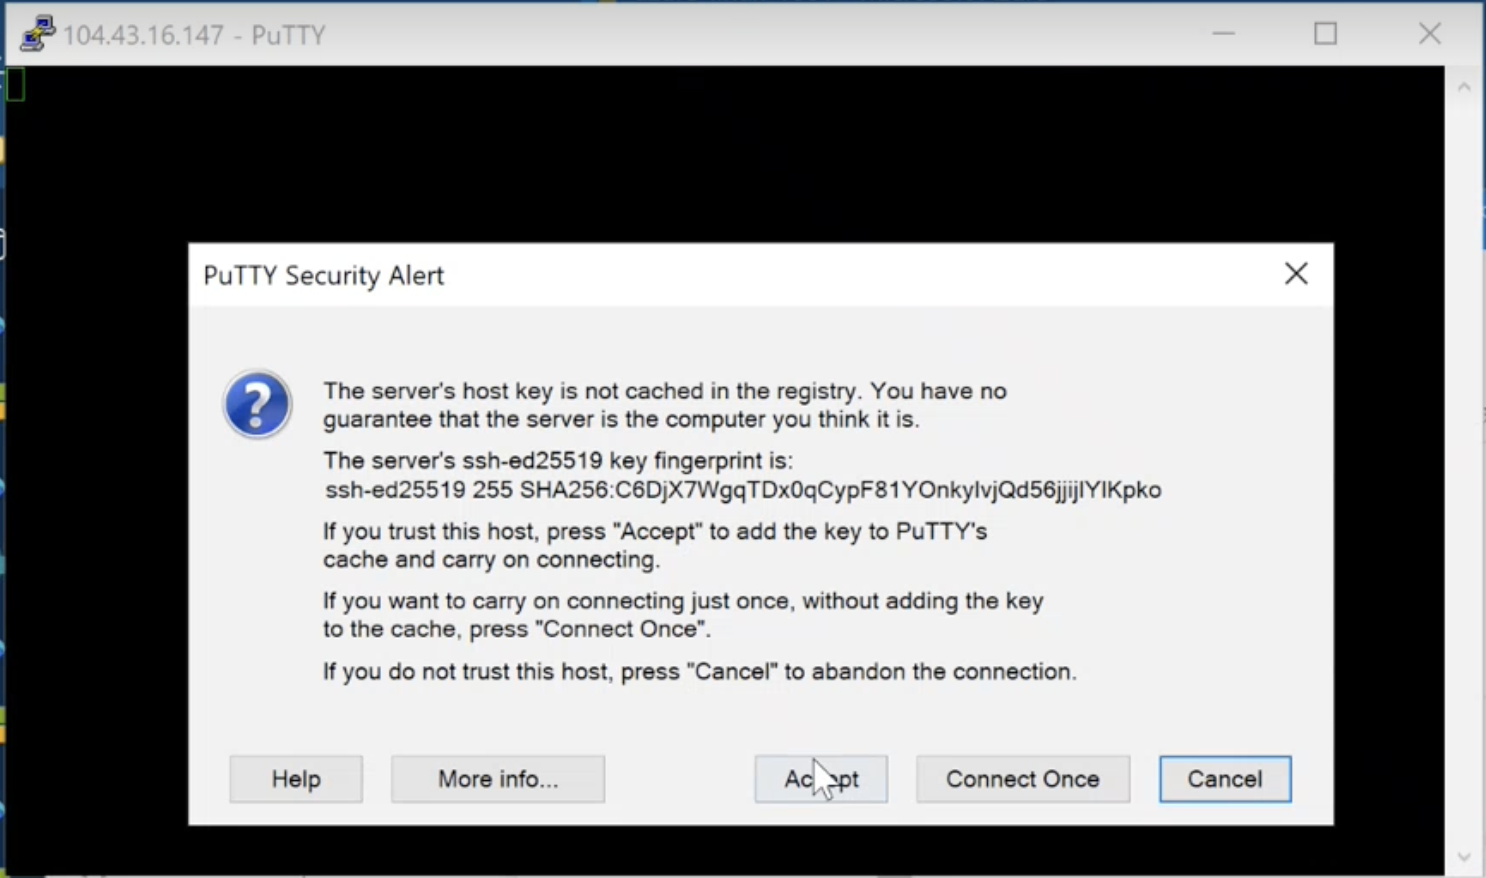 104.43.16.147 - PuTTY
PuTTY Security Alert
The server's host key is not cached in the registry. You have no
guarantee that the server is the computer you think it is.
The server's ssh-ed25519 key fingerprint is:
ssh-ed25519 255 SHA256:C6DjX7WgqTDx0qCypF81YOnkylvjQd56jjijlYlKpko
If you trust this host, press "Accept" to add the key to PuTTY's
cache and carry on connecting.
If you want to carry on connecting just once, without adding the key
to the cache, press "Connect Once".
If you do not trust this host, press "Cancel" to abandon the connection.
Help More info... Accept Connect Once Cancel